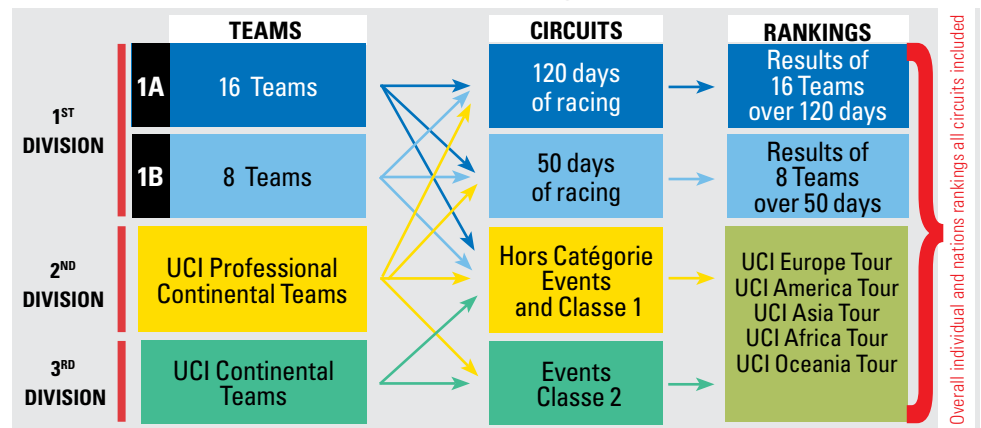 TEAMS
CIRCUITS
RANKINGS
1ST
DIVISION
1A
16 Teams
120 days
of racing
Results of
16 Teams
over 120 days
1B
8 Teams
50 days
of racing
Results of
8 Teams
over 50 days
2ND
DIVISION
UCI Professional
Continental Teams
Hors Catégorie
Events
and Classe 1
UCI Europe Tour
UCI America Tour
UCI Asia Tour
UCI Africa Tour
UCI Oceania Tour
3RD
DIVISION
UCI Continental
Teams
Events
Classe 2
Overall individual and nations rankings all circuits included